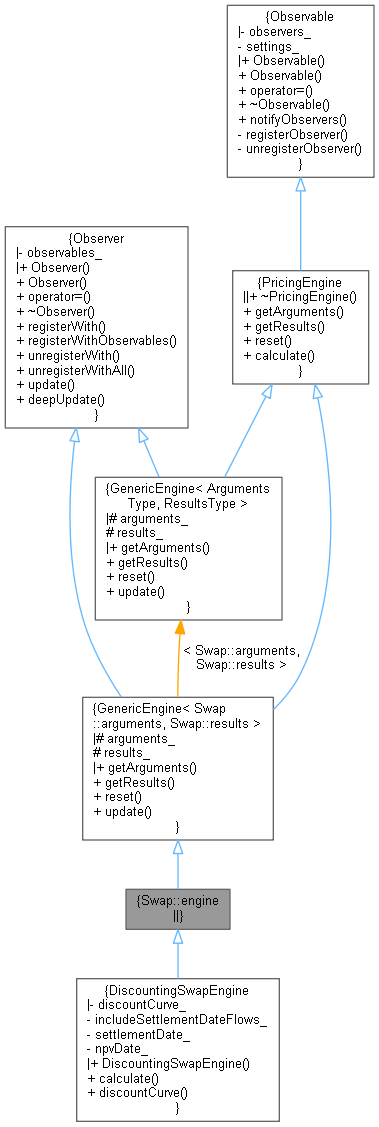 {Observable
|- observers_
- settings_
|+ Observable()
+ Observable()
+ operator=()
+ ~Observable()
+ notifyObservers()
- registerObserver()
- unregisterObserver()
}
{Observer
|- observables_
|+ Observer()
+ Observer()
+ operator=()
+ ~Observer()
+ registerWith()
+ registerWithObservables()
+ unregisterWith()
+ unregisterWithAll()
+ update()
+ deepUpdate()
}
{PricingEngine
||+ ~PricingEngine()
+ getArguments()
+ getResults()
+ reset()
+ calculate()
}
{GenericEngine< Arguments
Type, ResultsType >
|# arguments_
# results_
|+ getArguments()
+ getResults()
+ reset()
+ update()
}
< Swap::arguments,
Swap::results >
{GenericEngine< Swap
::arguments, Swap::results >
|# arguments_
# results_
|+ getArguments()
+ getResults()
+ reset()
+ update()
}
{Swap::engine
||}
{DiscountingSwapEngine
|- discountCurve_
- includeSettlementDateFlows_
- settlementDate_
- npvDate_
|+ DiscountingSwapEngine()
+ calculate()
+ discountCurve()
}